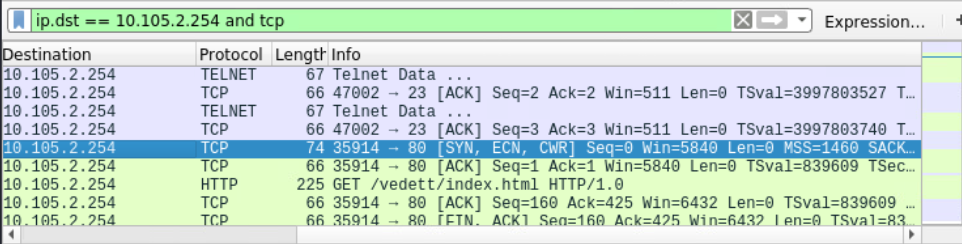 ip.dst == 10.105.2.254 and tcp Expression… +
Destination Protocol Length Info
10.105.2.254 TELNET 67 Telnet Data ...
10.105.2.254 TCP 66 47002 → 23 [ACK] Seq=2 Ack=2 Win=511 Len=0 TSval=3997803527 T…
10.105.2.254 TELNET 67 Telnet Data ...
10.105.2.254 TCP 66 47002 → 23 [ACK] Seq=3 Ack=3 Win=511 Len=0 TSval=3997803740 T…
10.105.2.254 TCP 74 35914 → 80 [SYN, ECN, CWR] Seq=0 Win=5840 Len=0 MSS=1460 SACK…
10.105.2.254 TCP 66 35914 → 80 [ACK] Seq=1 Ack=1 Win=5840 Len=0 TSval=839609 TSec…
10.105.2.254 HTTP 225 GET /vedett/index.html HTTP/1.0
10.105.2.254 TCP 66 35914 → 80 [ACK] Seq=160 Ack=425 Win=6432 Len=0 TSval=839609 …
10.105.2.254 TCP 66 35914 → 80 [FIN, ACK] Seq=160 Ack=425 Win=6432 Len=0 TSval=83…